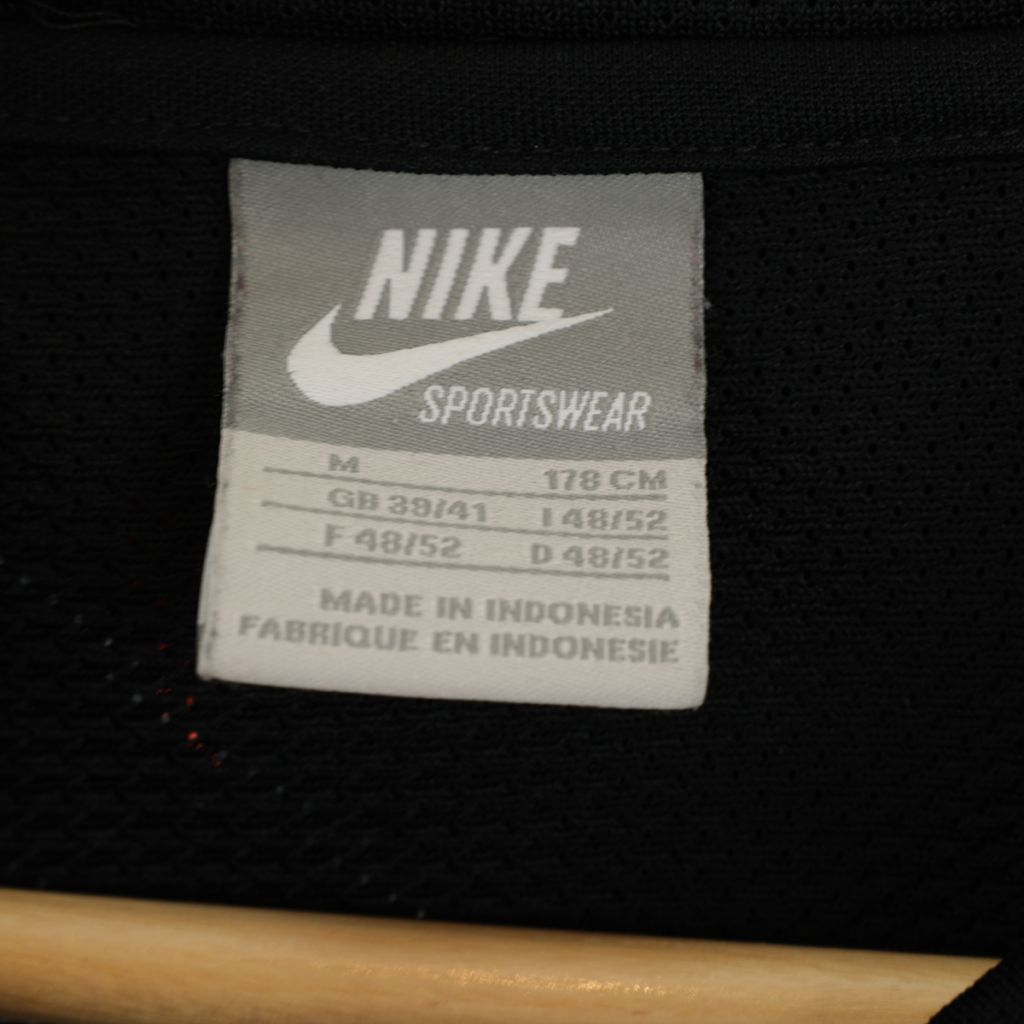 NIKE
SPORTSWEAR
M 178 CM
GB 39/41 I 48/52
F 48/52 D 48/52
MADE IN INDONESIA
FABRIQUE EN INDONESIE